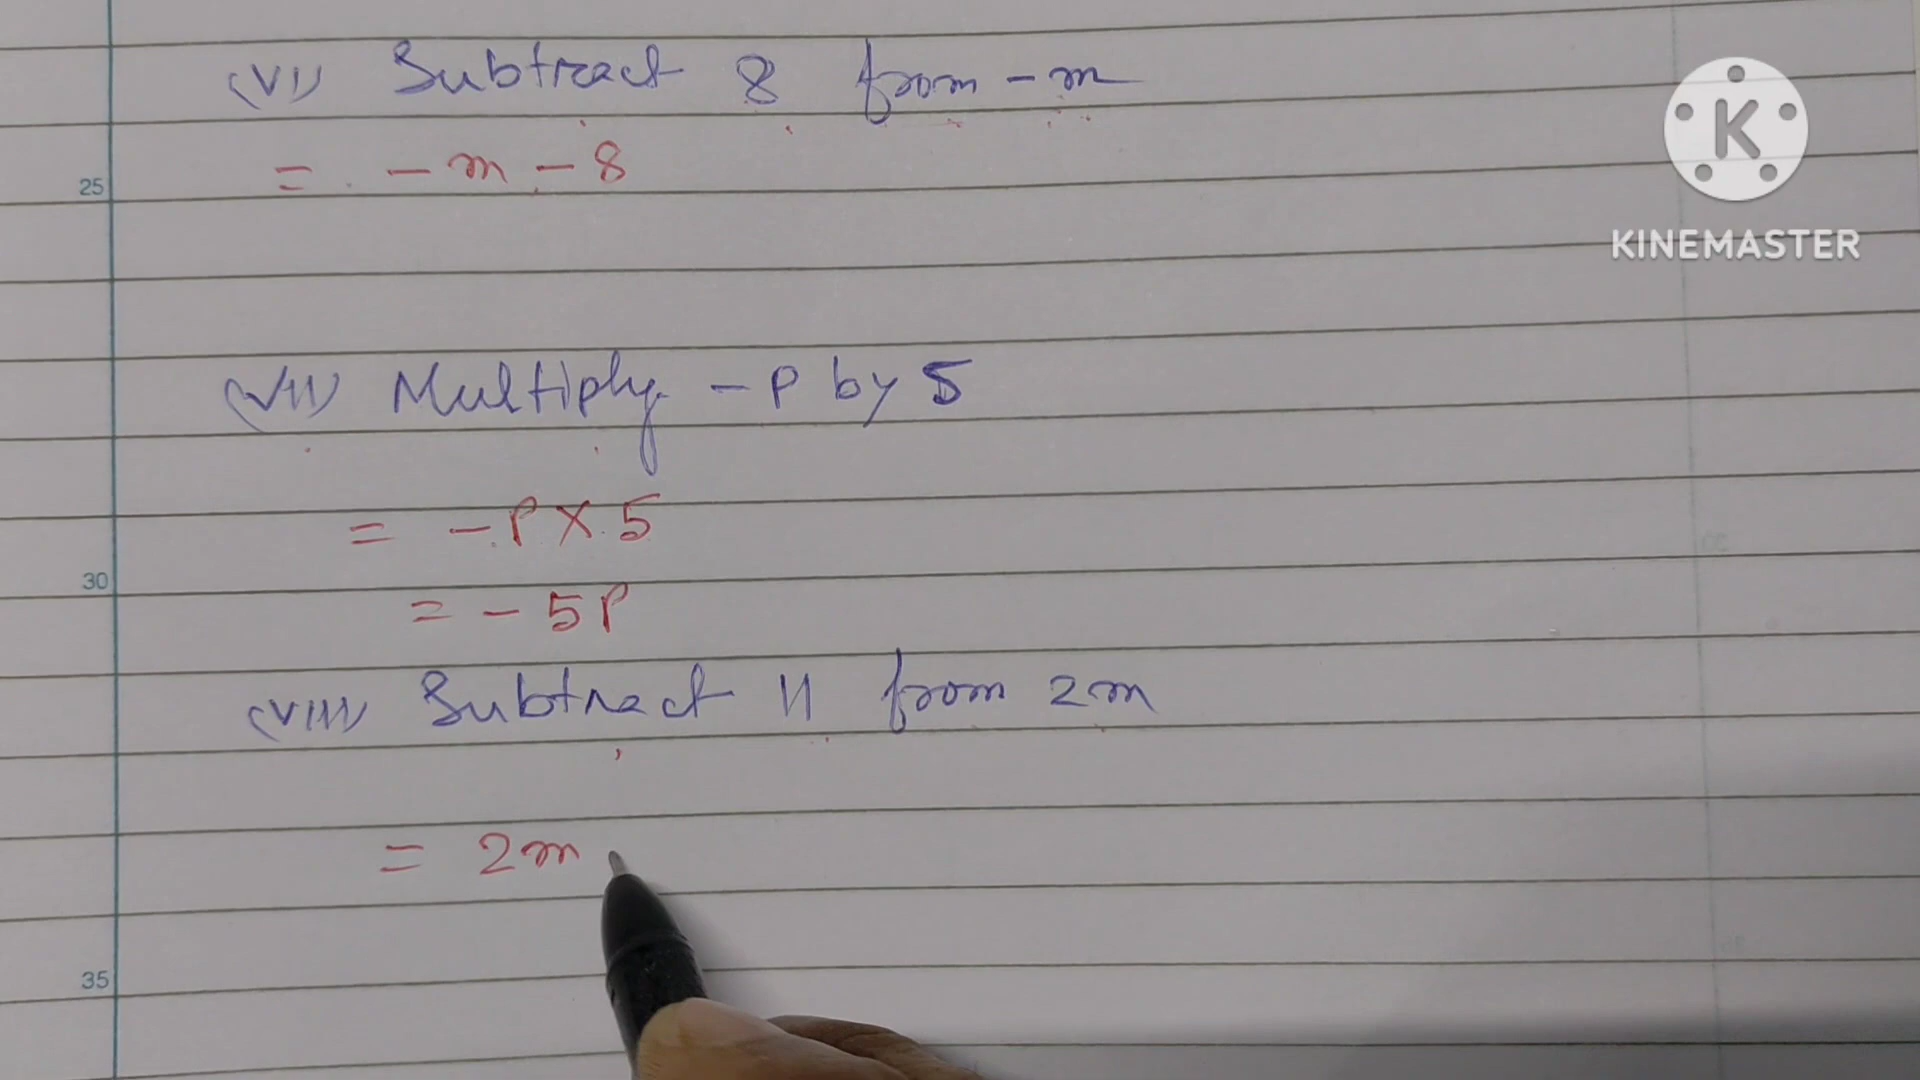 (VI) Subtract 8 from - m
= - m - 8
25
(VII) Multiply - P by 5
= - P X 5
30
= - 5P
(VIII) Subtract 11 from 2m
= 2m
35
K
KINEMASTER